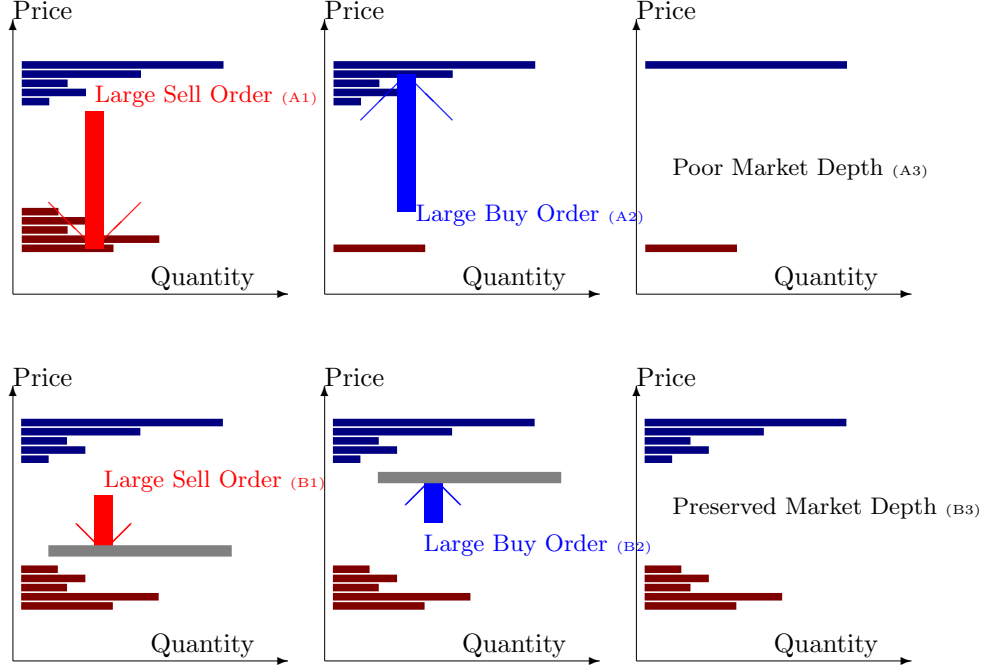 Price
Large Sell Order (A1)
Quantity
Price
Large Buy Order (A2)
Quantity
Price
Poor Market Depth (A3)
Quantity
Price
Large Sell Order (B1)
Quantity
Price
Large Buy Order (B2)
Quantity
Price
Preserved Market Depth (B3)
Quantity